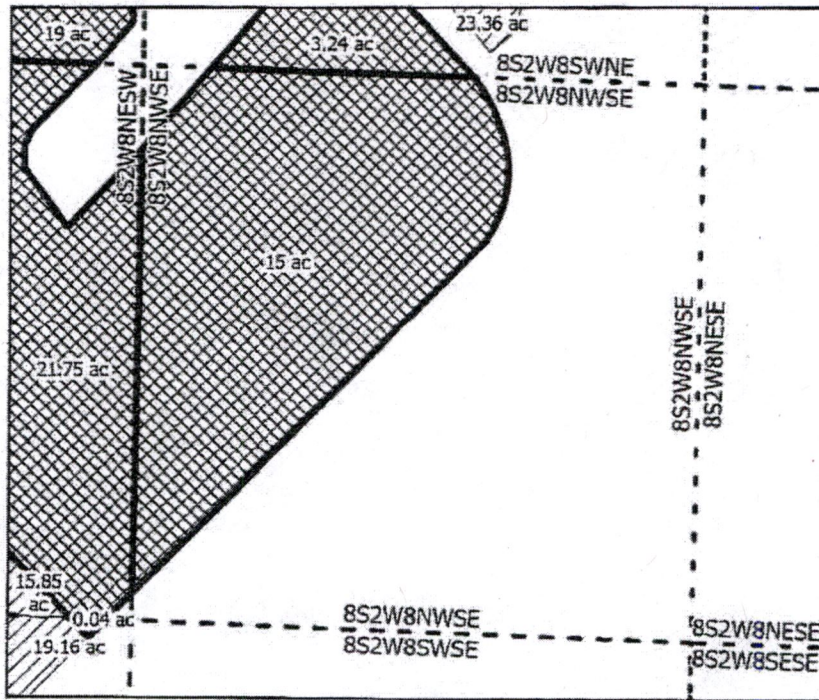 19 ac
3.24 ac
23.36 ac
8S2W8SWNE
8S2W8NWSE
8S2W8NESW
8S2W8NWSE
15 ac
21.75 ac
8S2W8NWSE
8S2W8NESE
15.85
ac
0.04 ac
19.16 ac
8S2W8NWSE
8S2W8SWSE
8S2W8NESE
8S2W8SESE